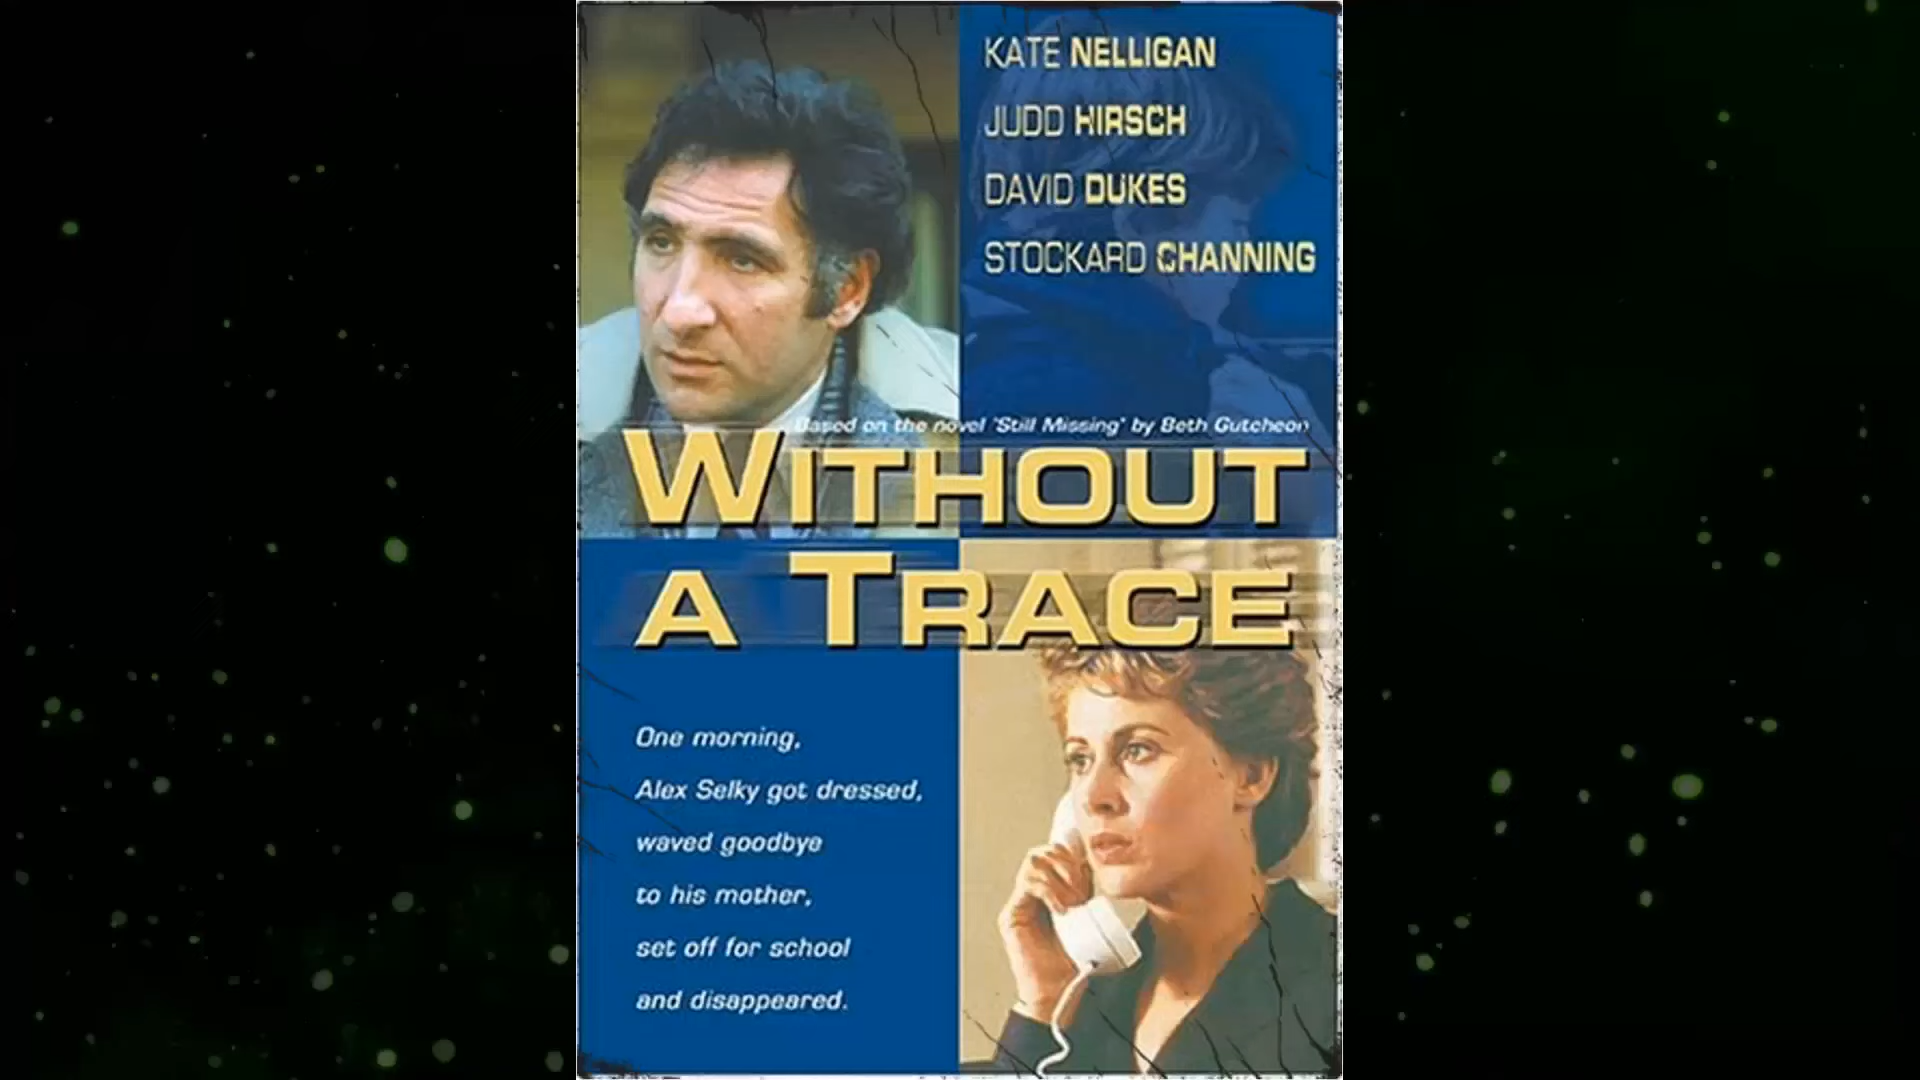 KATE NELLIGAN
JUDD HIRSCH
DAVID DUKES
STOCKARD CHANNING
Based on the novel 'Still Missing' by Beth Gutcheon
WITHOUT
A TRACE
One morning,
Alex Selky got dressed,
waved goodbye
to his mother,
set off for school
and disappeared.